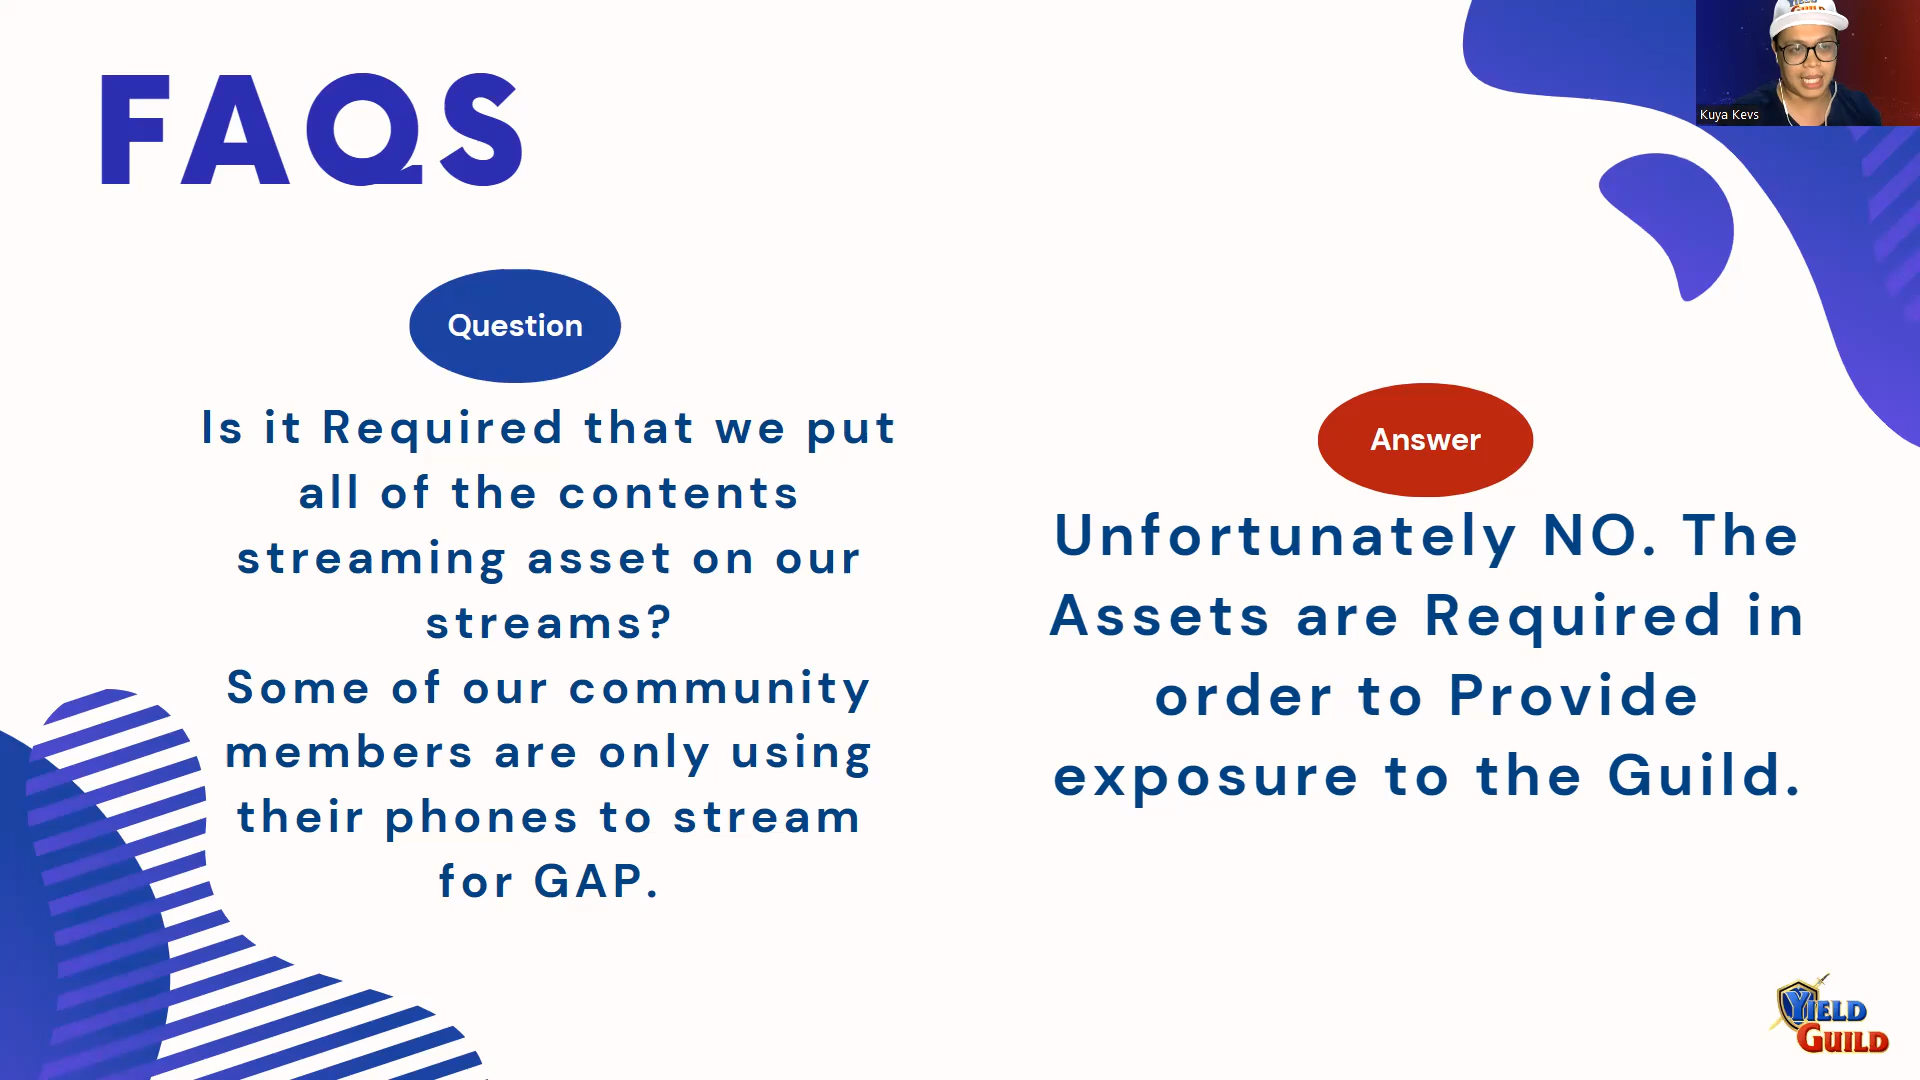 FAQS
Question
Is it Required that we put
all of the contents
streaming asset on our
streams?
Some of our community
members are only using
their phones to stream
for GAP.
Answer
Unfortunately NO. The
Assets are Required in
order to Provide
exposure to the Guild.
YIELD
GUILD
Kuya Kevs
YIELD
GUILD